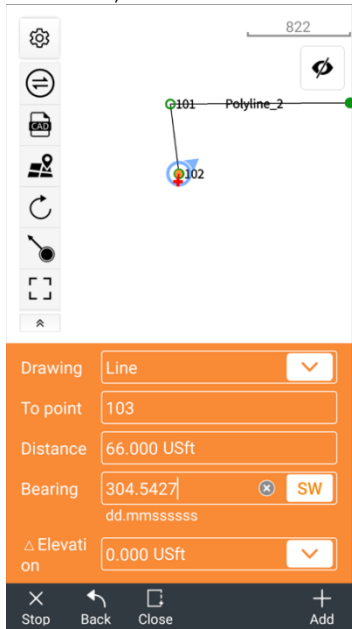 822
CAD
101 Polyline_2
102
Drawing Line
To point 103
Distance 66.000 USft
Bearing 304.5427 SW
dd.mmssssss
△ Elevati
on 0.000 USft
Stop Back Close Add